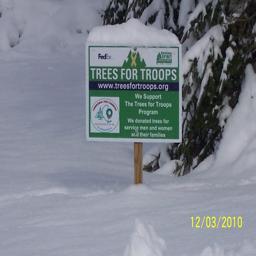 FedEx
TREES FOR TROOPS
www.treesfortroops.org
We Support
The Trees for Troops
Program
We donated trees for
service men and women
and their families
12/03/2010